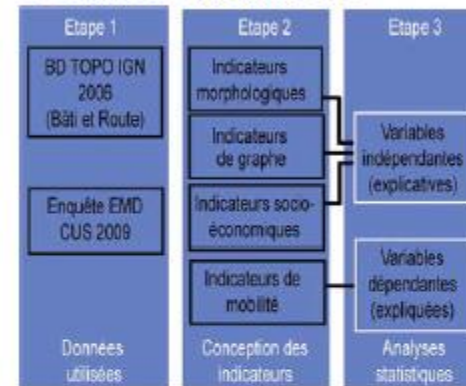 Etape 1
BD TOPO IGN
2006
(Bâti et Route)
Enquête EMD
CUS 2009
Données
utilisées
Etape 2
Indicateurs
morphologiques
Indicateurs
de graphe
Indicateurs socio-
économiques
Indicateurs de
mobilité
Conception des
indicateurs
Etape 3
Variables
indépendantes
(explicatives)
Variables
dépendantes
(expliquées)
Analyses
statistiques